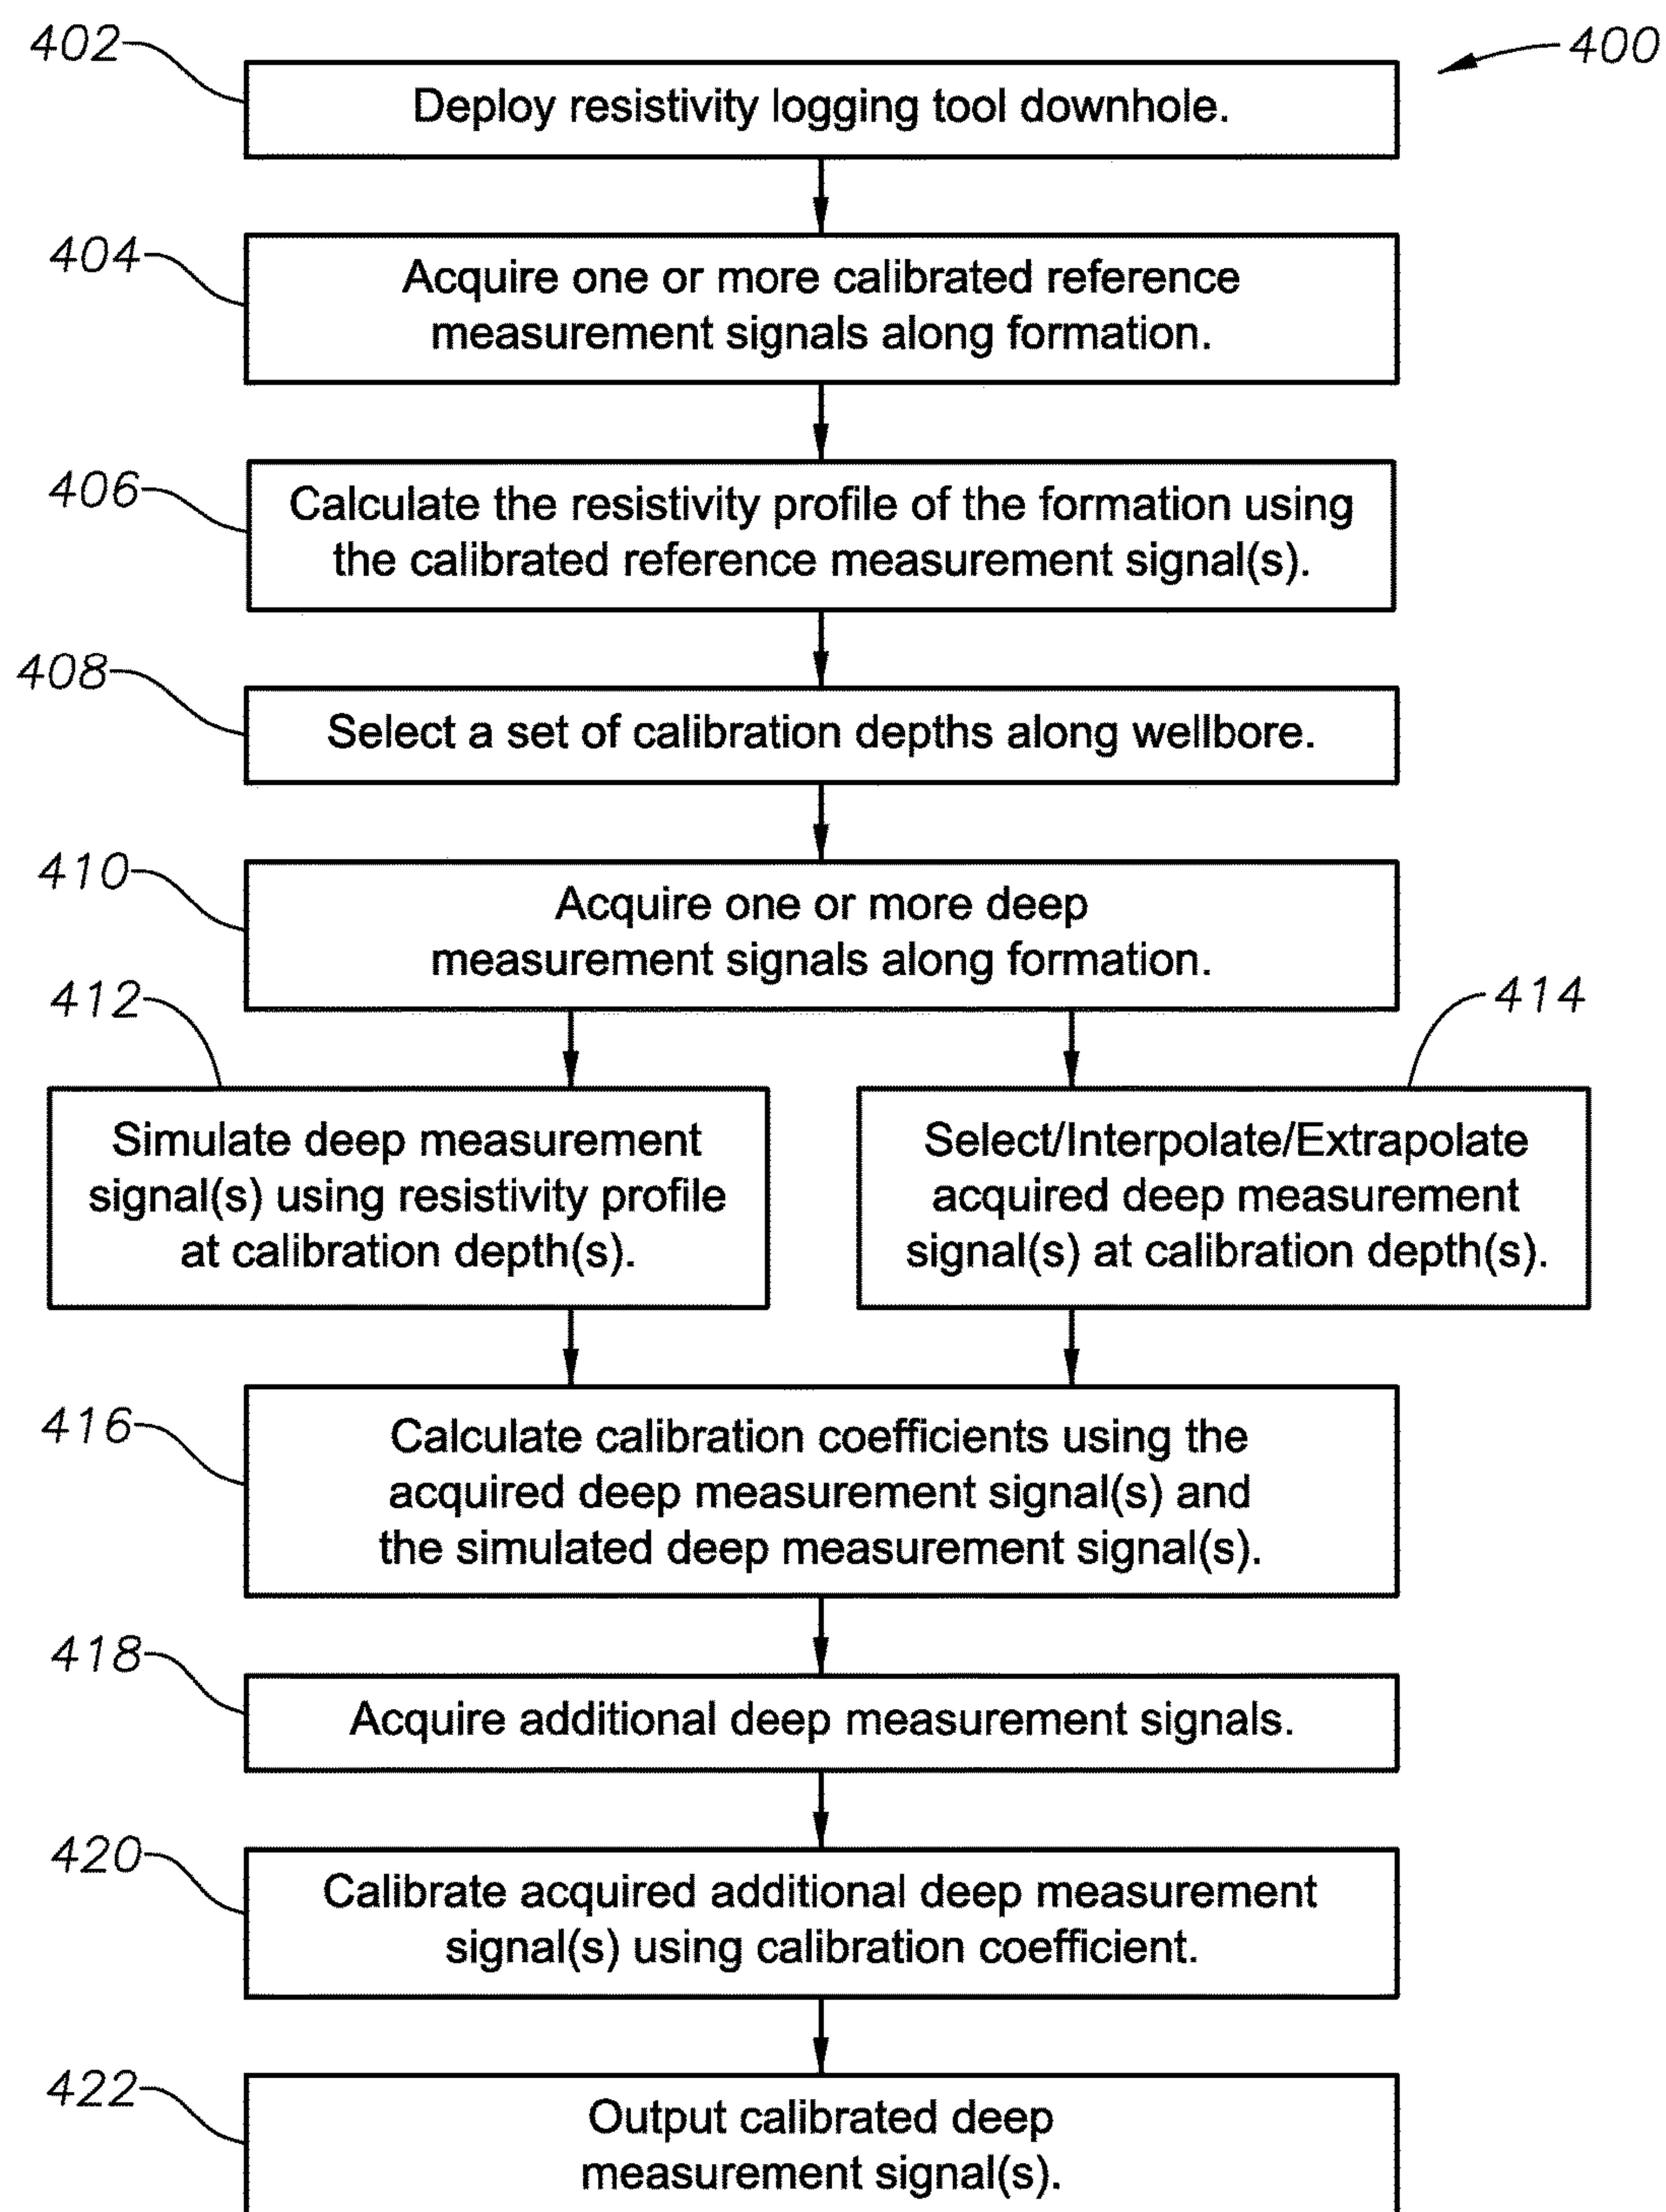 402
400
Deploy resistivity logging tool downhole.
404
Acquire one or more calibrated reference
measurement signals along formation.
406
Calculate the resistivity profile of the formation using
the calibrated reference measurement signal(s).
408
Select a set of calibration depths along wellbore.
410
Acquire one or more deep
measurement signals along formation.
412
414
Simulate deep measurement
signal(s) using resistivity profile
at calibration depth(s).
Select/Interpolate/Extrapolate
acquired deep measurement
signal(s) at calibration depth(s).
416
Calculate calibration coefficients using the
acquired deep measurement signal(s) and
the simulated deep measurement signal(s).
418
Acquire additional deep measurement signals.
420
Calibrate acquired additional deep measurement
signal(s) using calibration coefficient.
422
Output calibrated deep
measurement signal(s).